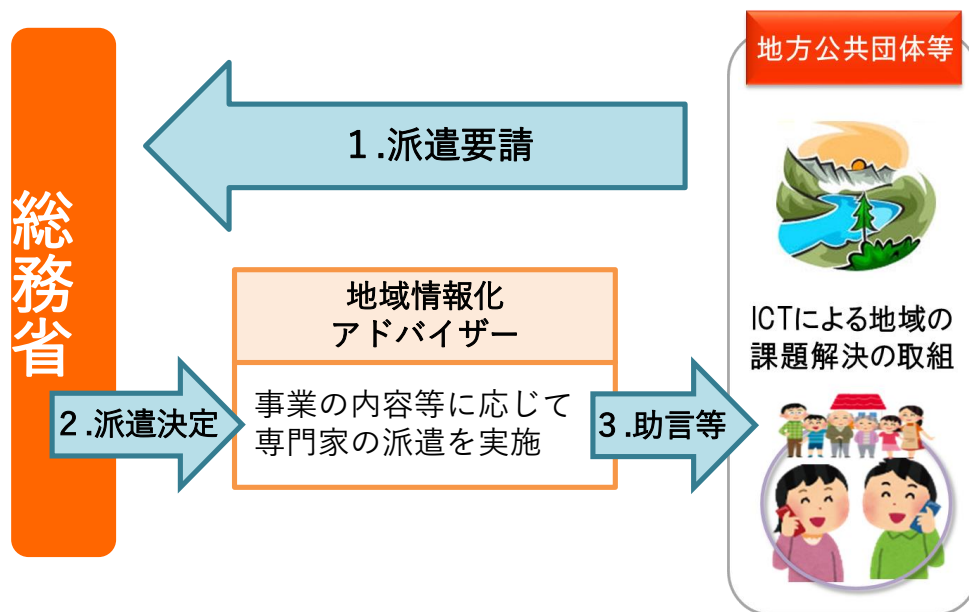 総務省
地方公共団体等
1.派遣要請
地域情報化
アドバイザー
事業の内容等に応じて
専門家の派遣を実施
2.派遣決定
3.助言等
ICTによる地域の
課題解決の取組